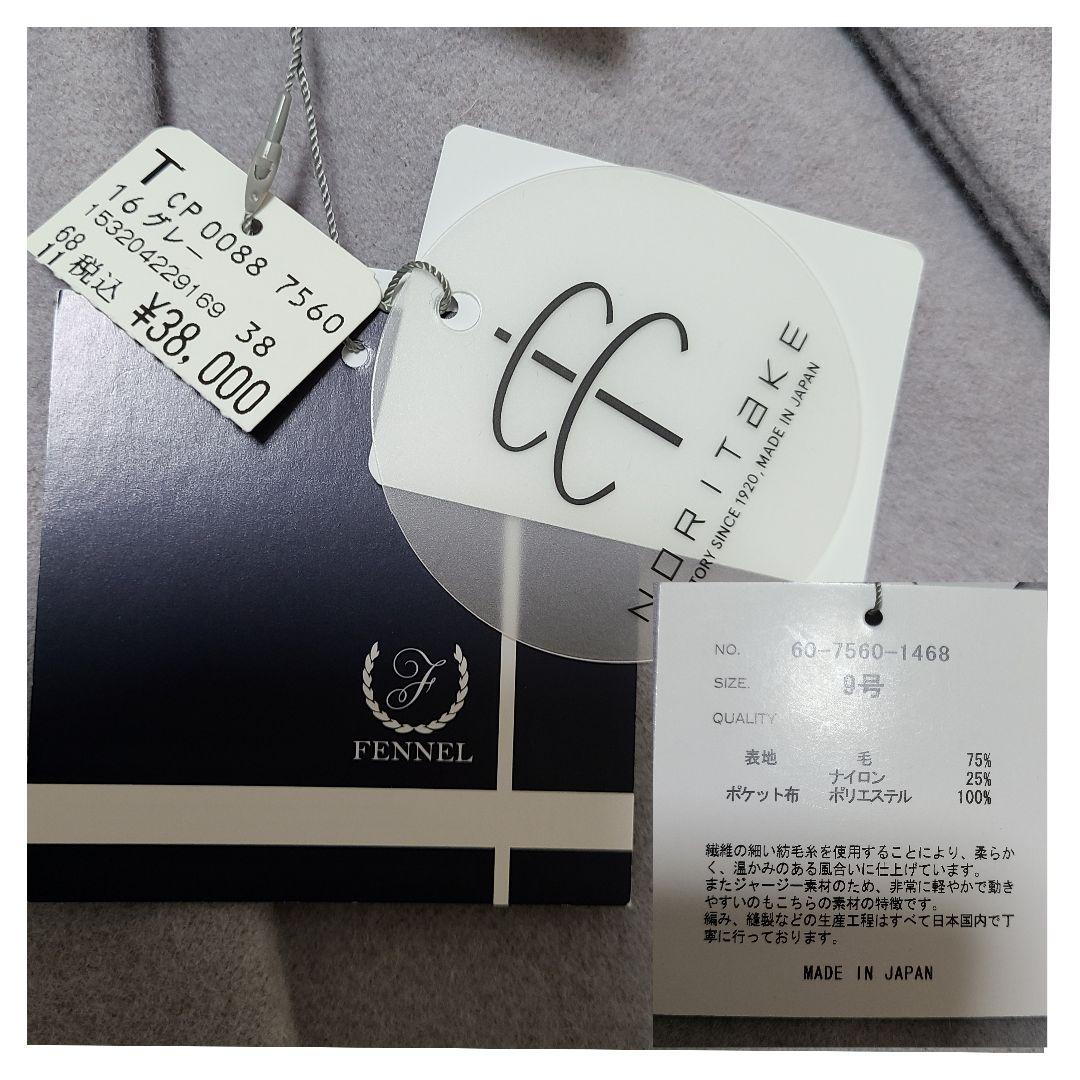 T CP 0088 7560
16 グレー
153204229169 38
68
11 税込 ¥38,000
NORITAKE
TORY SINCE 1920, MADE IN JAPAN
F
FENNEL
NO. 60-7560-1468
SIZE. 9号
QUALITY
表地 毛 75%
ナイロン 25%
ポケット布 ポリエステル 100%
繊維の細い紡毛糸を使用することにより、柔らか
く、温かみのある風合いに仕上げています。
またジャージー素材のため、非常に軽やかで動き
やすいのもこちらの素材の特徴です。
編み、縫製などの生産工程はすべて日本国内で丁
寧に行っております。
MADE IN JAPAN